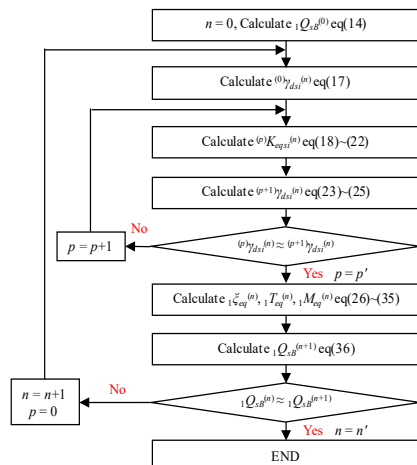 n = 0, Calculate ₁Q_sB^(0) eq(14)
Calculate ^(0)γ_dsi^(n) eq(17)
Calculate ^(p)K_eqsi^(n) eq(18)~(22)
Calculate ^(p+1)γ_dsi^(n) eq(23)~(25)
No
p = p+1
^(p)γ_dsi^(n) ≈ ^(p+1)γ_dsi^(n)
Yes p = p′
Calculate ₁ξ_eq^(n), ₁T_eq^(n), ₁M_eq^(n) eq(26)~(35)
Calculate ₁Q_sB^(n+1) eq(36)
n = n+1
p = 0
No
₁Q_sB^(n) ≈ ₁Q_sB^(n+1)
Yes n = n′
END